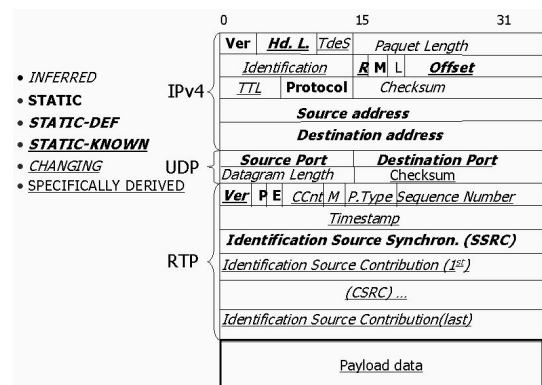 0 15 31
Ver Hd. L. TdeS Paquet Length
Identification R M L Offset
TTL Protocol Checksum
Source address
Destination address
Source Port Destination Port
Datagram Length Checksum
Ver P E CCnt M P.Type Sequence Number
Timestamp
Identification Source Synchron. (SSRC)
Identification Source Contribution (1st)
(CSRC) ...
Identification Source Contribution(last)
Payload data
• INFERRED
• STATIC
• STATIC-DEF
• STATIC-KNOWN
• CHANGING
• SPECIFICALLY DERIVED
IPv4
UDP
RTP